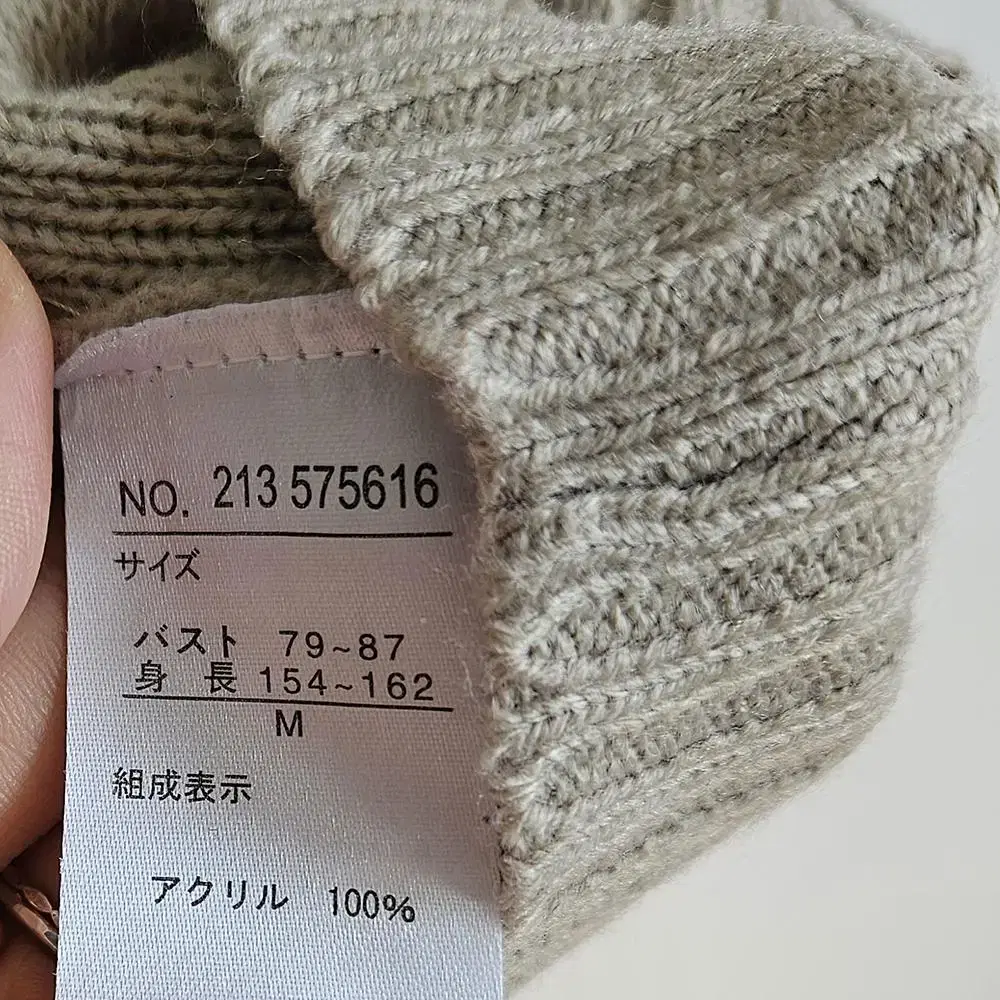 NO. 213 575616
サイズ
バスト 79~87
身 長 154~162
M
組成表示
アクリル 100%